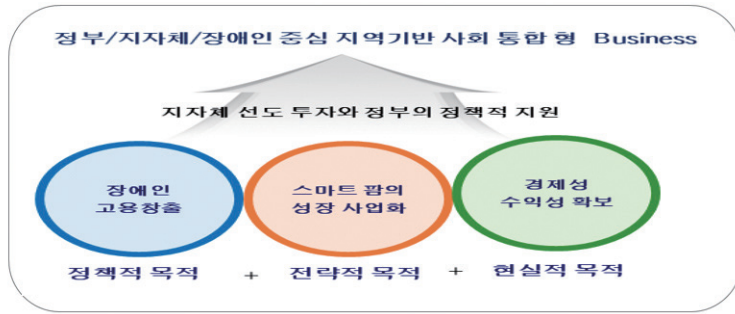 정부/지자체/장애인 중심 지역기반 사회 통합 형 Business
지자체 선도 투자와 정부의 정책적 지원
장애인
고용창출
스마트 팜의
성장 사업화
경제성
수익성 확보
정책적 목적 + 전략적 목적 + 현실적 목적